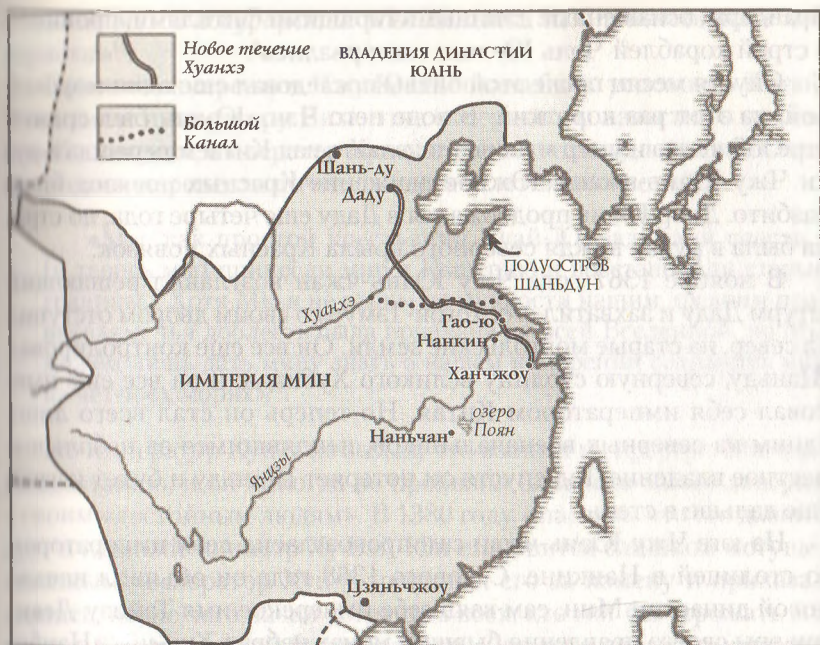 Новое течение
Хуанхэ
ВЛАДЕНИЯ ДИНАСТИИ
ЮАНЬ
Большой
Канал
Шань-ду
Даду
ПОЛУОСТРОВ
ШАНЬДУН
Хуанхэ
Гао-ю
Нанкин
Ханчжоу
ИМПЕРИЯ МИН
озеро
Поян
Наньчан
Янцзы
Цзяньчжоу